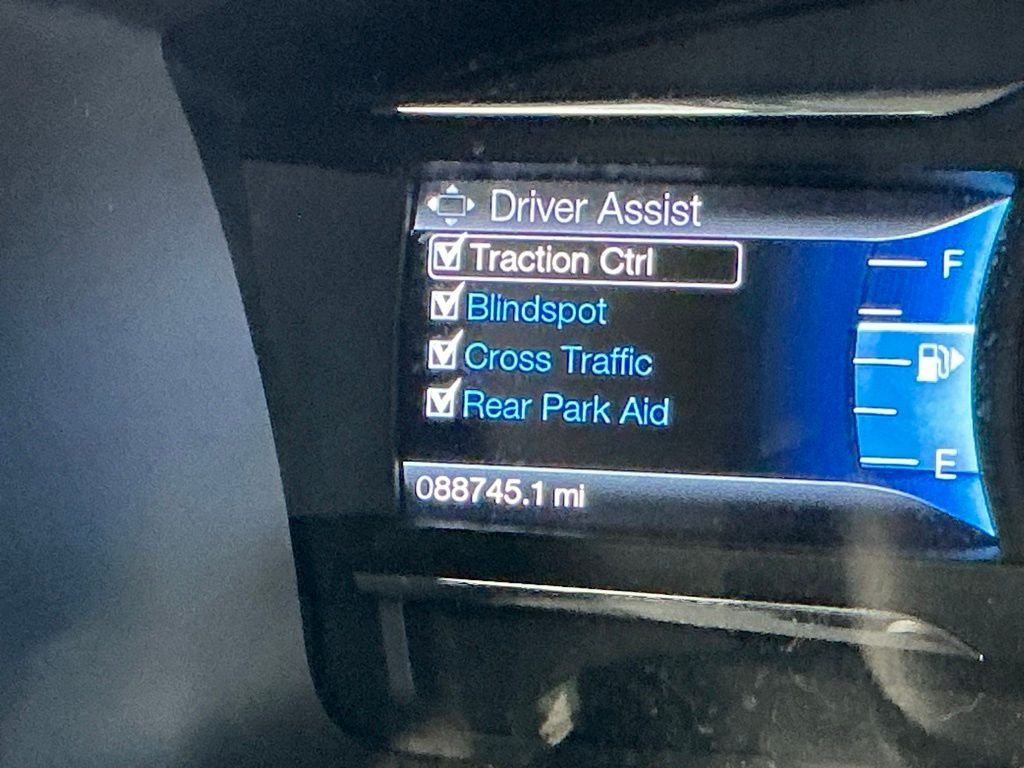 Driver Assist
Traction Ctrl
Blindspot
Cross Traffic
Rear Park Aid
088745.1 mi
F
E